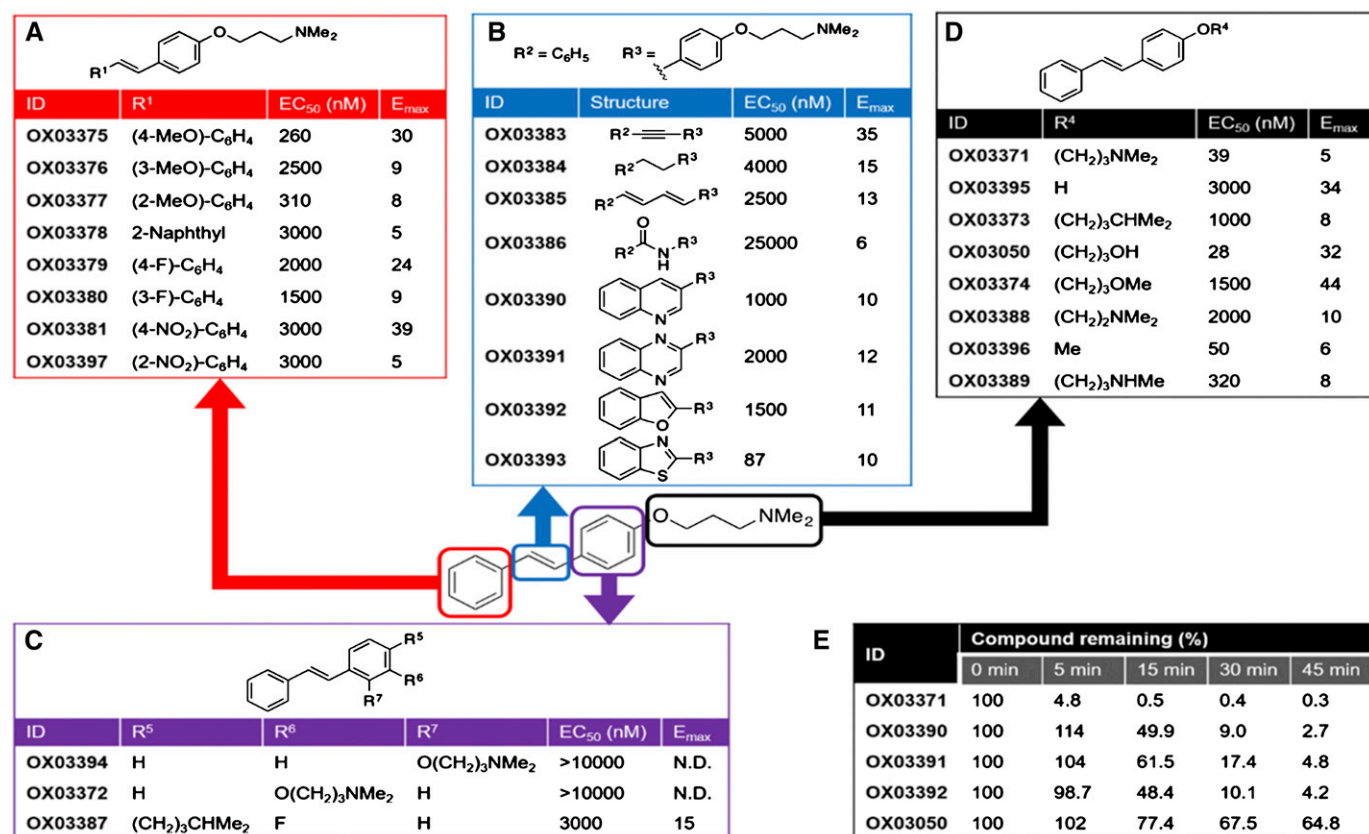 A
R¹
O
NMe₂
ID R¹ EC₅₀ (nM) Eₘₐₓ
OX03375 (4-MeO)-C₆H₄ 260 30
OX03376 (3-MeO)-C₆H₄ 2500 9
OX03377 (2-MeO)-C₆H₄ 310 8
OX03378 2-Naphthyl 3000 5
OX03379 (4-F)-C₆H₄ 2000 24
OX03380 (3-F)-C₆H₄ 1500 9
OX03381 (4-NO₂)-C₆H₄ 3000 39
OX03397 (2-NO₂)-C₆H₄ 3000 5
B
R² = C₆H₅ R³ =
O
NMe₂
ID Structure EC₅₀ (nM) Eₘₐₓ
OX03383 R² R³ 5000 35
OX03384 R² R³ 4000 15
OX03385 R² R³ 2500 13
OX03386 R² O N H R³ 25000 6
OX03390 N R³ 1000 10
OX03391 N N R³ 2000 12
OX03392 O R³ 1500 11
OX03393 N S R³ 87 10
D
OR⁴
ID R⁴ EC₅₀ (nM) Eₘₐₓ
OX03371 (CH₂)₃NMe₂ 39 5
OX03395 H 3000 34
OX03373 (CH₂)₃CHMe₂ 1000 8
OX03050 (CH₂)₃OH 28 32
OX03374 (CH₂)₃OMe 1500 44
OX03388 (CH₂)₂NMe₂ 2000 10
OX03396 Me 50 6
OX03389 (CH₂)₃NHMe 320 8
O
NMe₂
C
R⁵
R⁶
R⁷
ID R⁵ R⁶ R⁷ EC₅₀ (nM) Eₘₐₓ
OX03394 H H O(CH₂)₃NMe₂ >10000 N.D.
OX03372 H O(CH₂)₃NMe₂ H >10000 N.D.
OX03387 (CH₂)₃CHMe₂ F H 3000 15
E
ID Compound remaining (%)
0 min 5 min 15 min 30 min 45 min
OX03371 100 4.8 0.5 0.4 0.3
OX03390 100 114 49.9 9.0 2.7
OX03391 100 104 61.5 17.4 4.8
OX03392 100 98.7 48.4 10.1 4.2
OX03050 100 102 77.4 67.5 64.8